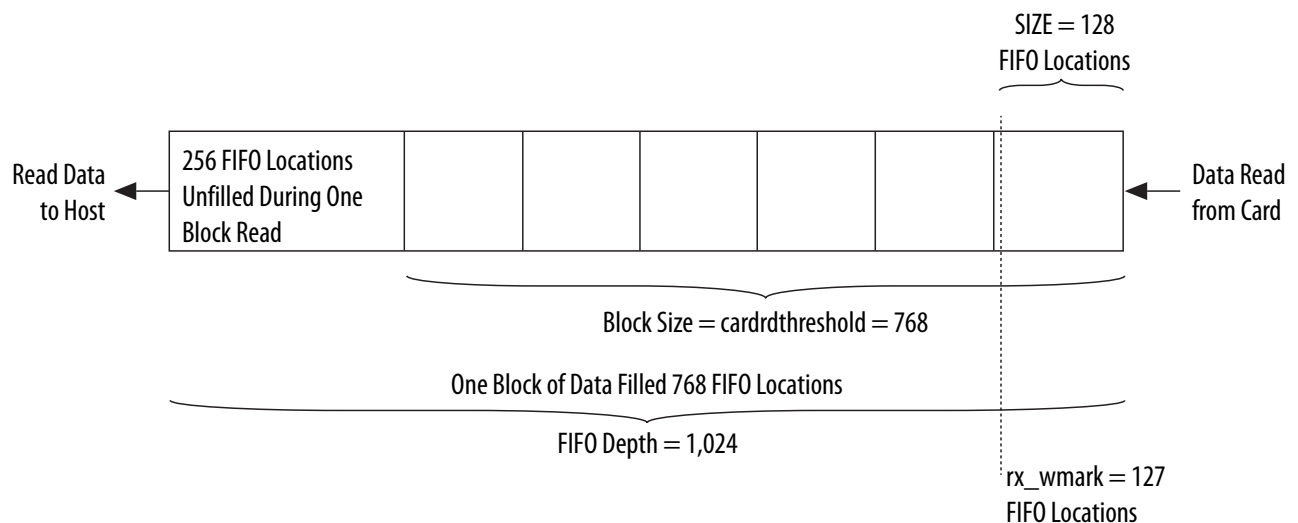 SIZE = 128
FIFO Locations
Read Data
to Host
256 FIFO Locations
Unfilled During One
Block Read
Data Read
from Card
Block Size = cardrdthreshold = 768
One Block of Data Filled 768 FIFO Locations
FIFO Depth = 1,024
rx_wmark = 127
FIFO Locations